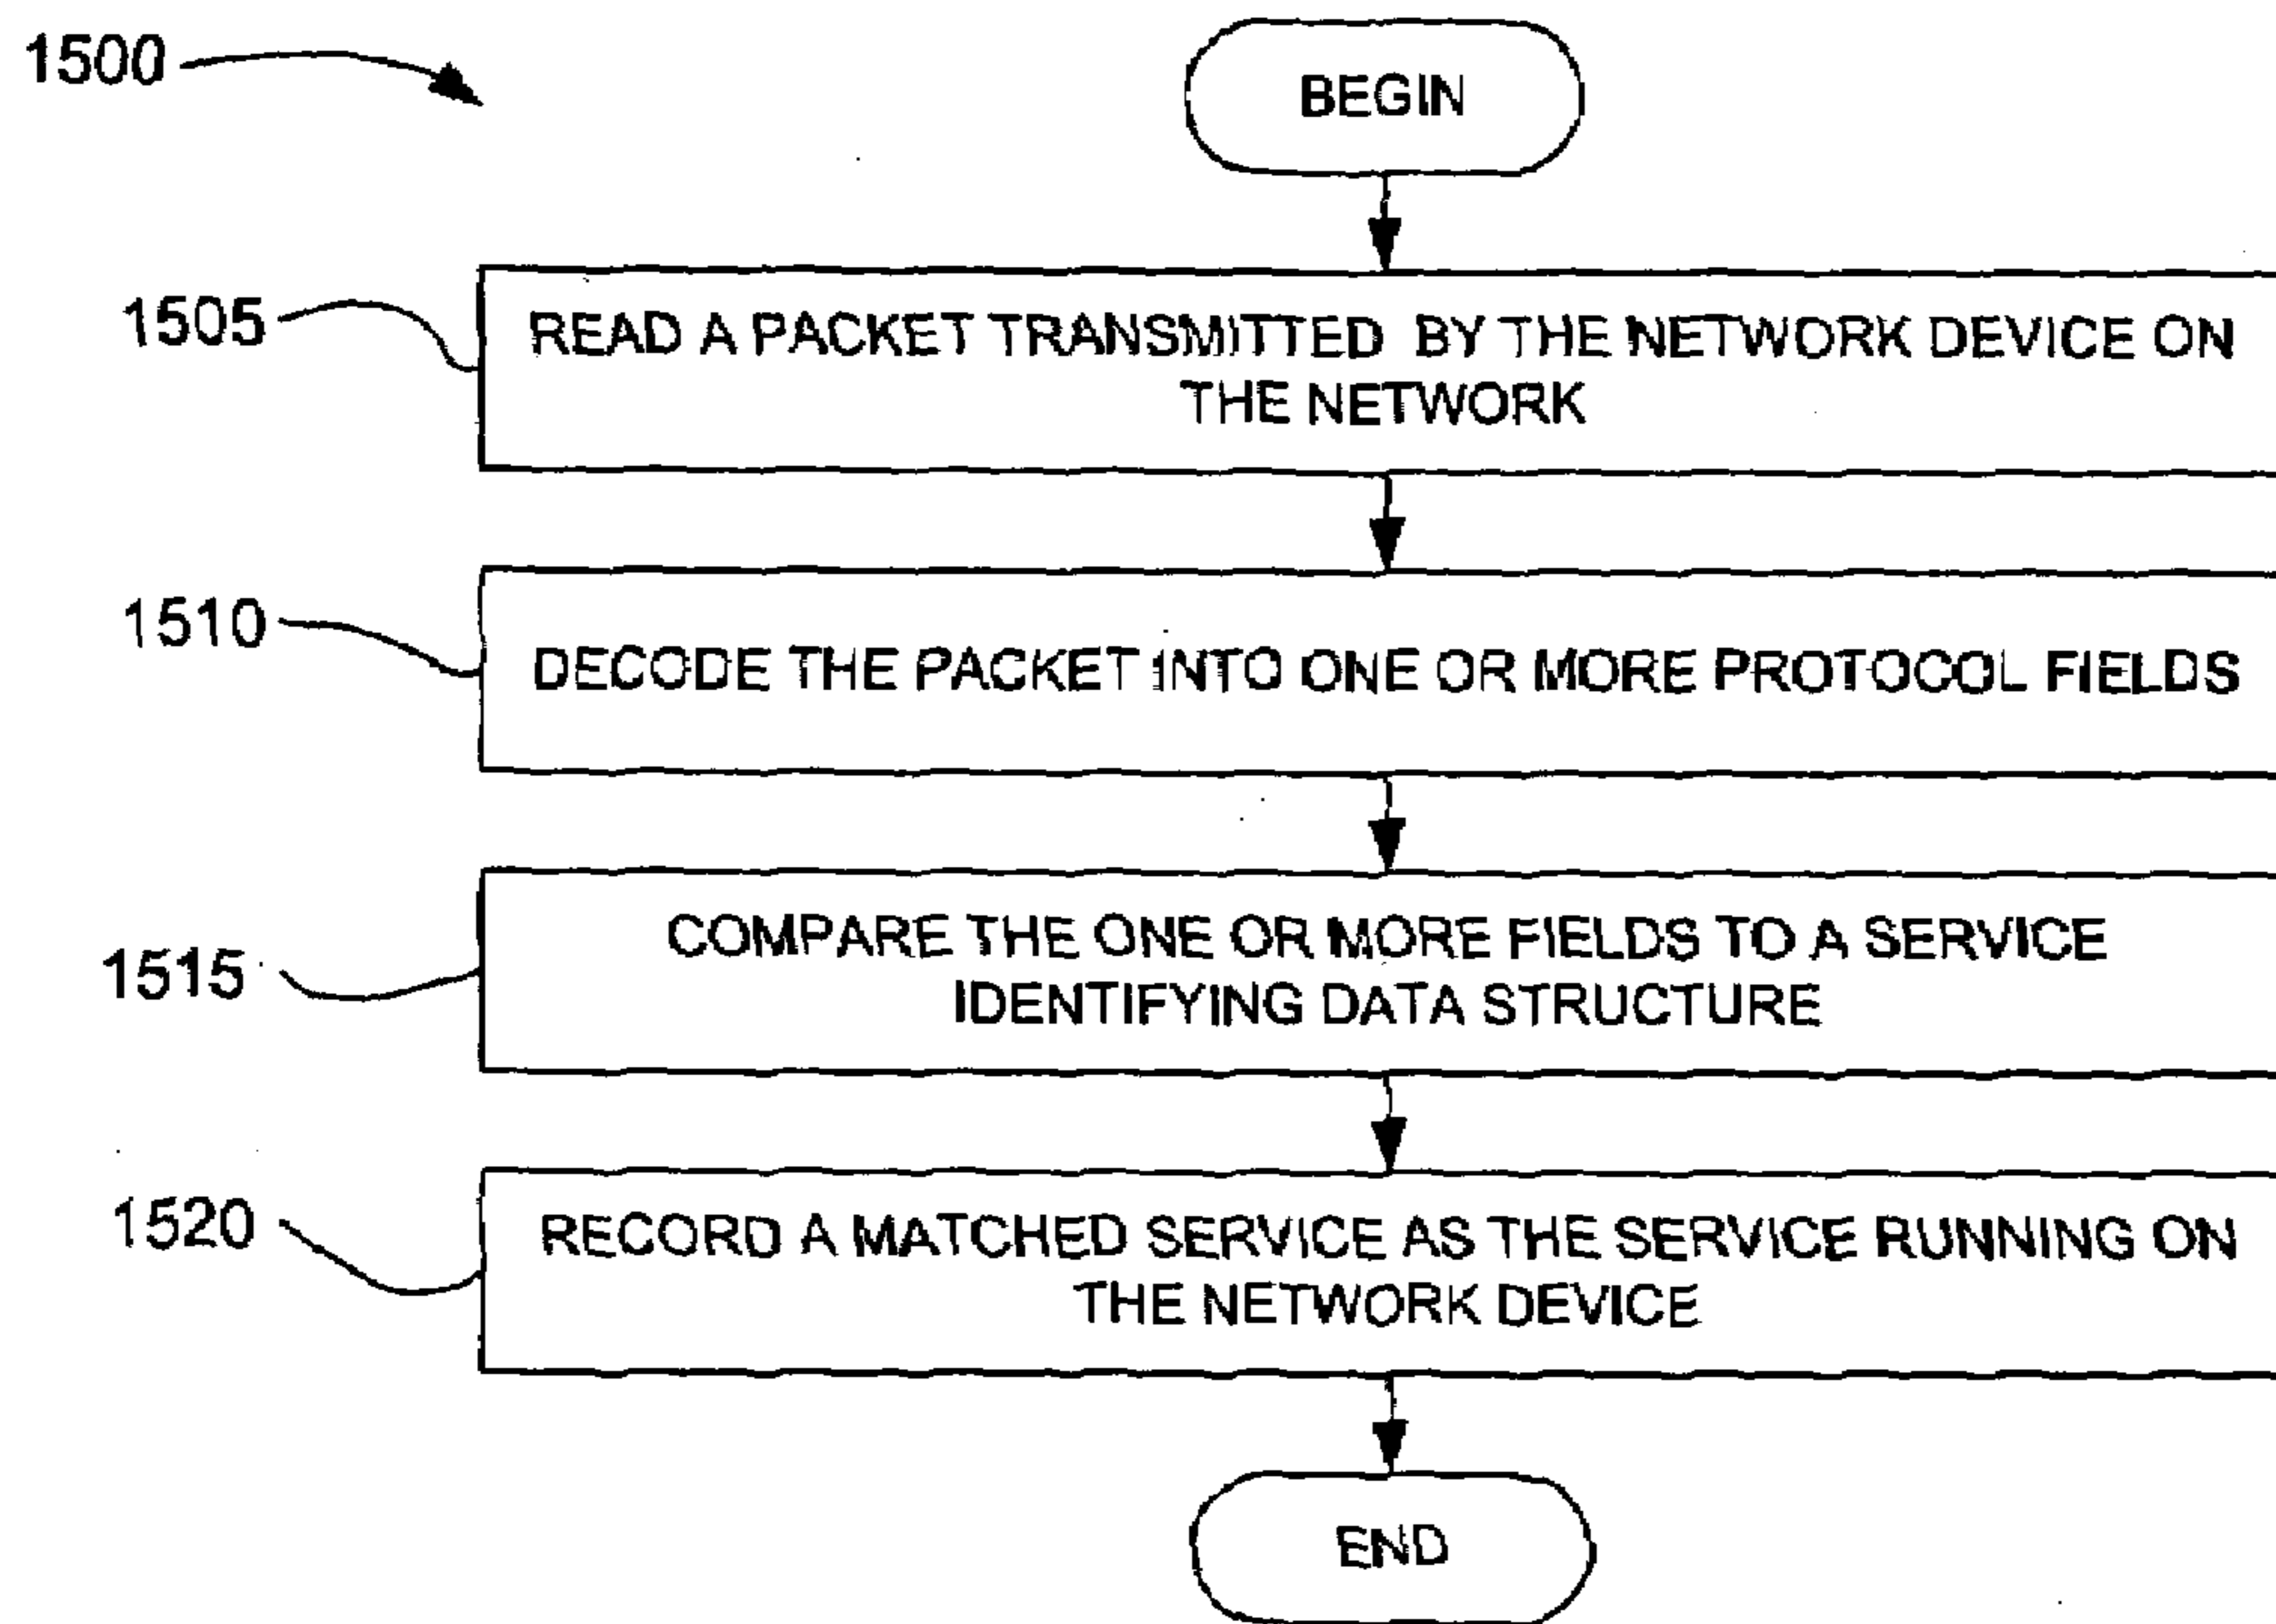 1500
BEGIN
1505
READ A PACKET TRANSMITTED BY THE NETWORK DEVICE ON
THE NETWORK
1510
DECODE THE PACKET INTO ONE OR MORE PROTOCOL FIELDS
1515
COMPARE THE ONE OR MORE FIELDS TO A SERVICE
IDENTIFYING DATA STRUCTURE
1520
RECORD A MATCHED SERVICE AS THE SERVICE RUNNING ON
THE NETWORK DEVICE
END